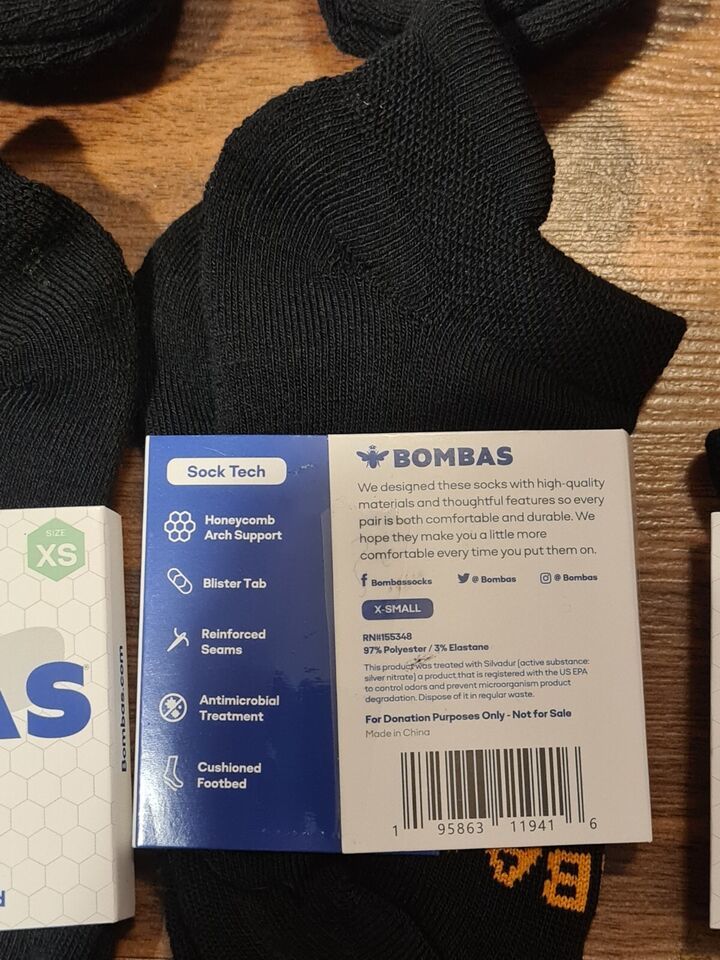 SIZE
XS
AS
Bombas.com
Sock Tech
Honeycomb
Arch Support
Blister Tab
Reinforced
Seams
Antimicrobial
Treatment
Cushioned
Footbed
BOMBAS
We designed these socks with high-quality
materials and thoughtful features so every
pair is both comfortable and durable. We
hope they make you a little more
comfortable every time you put them on.
Bombassocks @ Bombas @ Bombas
X-SMALL
RN#155348
97% Polyester / 3% Elastane
This product was treated with Silvadur (active substance:
silver nitrate) a product that is registered with the US EPA
to control odors and prevent microorganism product
degradation. Dispose of it in regular waste.
For Donation Purposes Only - Not for Sale
Made in China
1 95863 11941 6